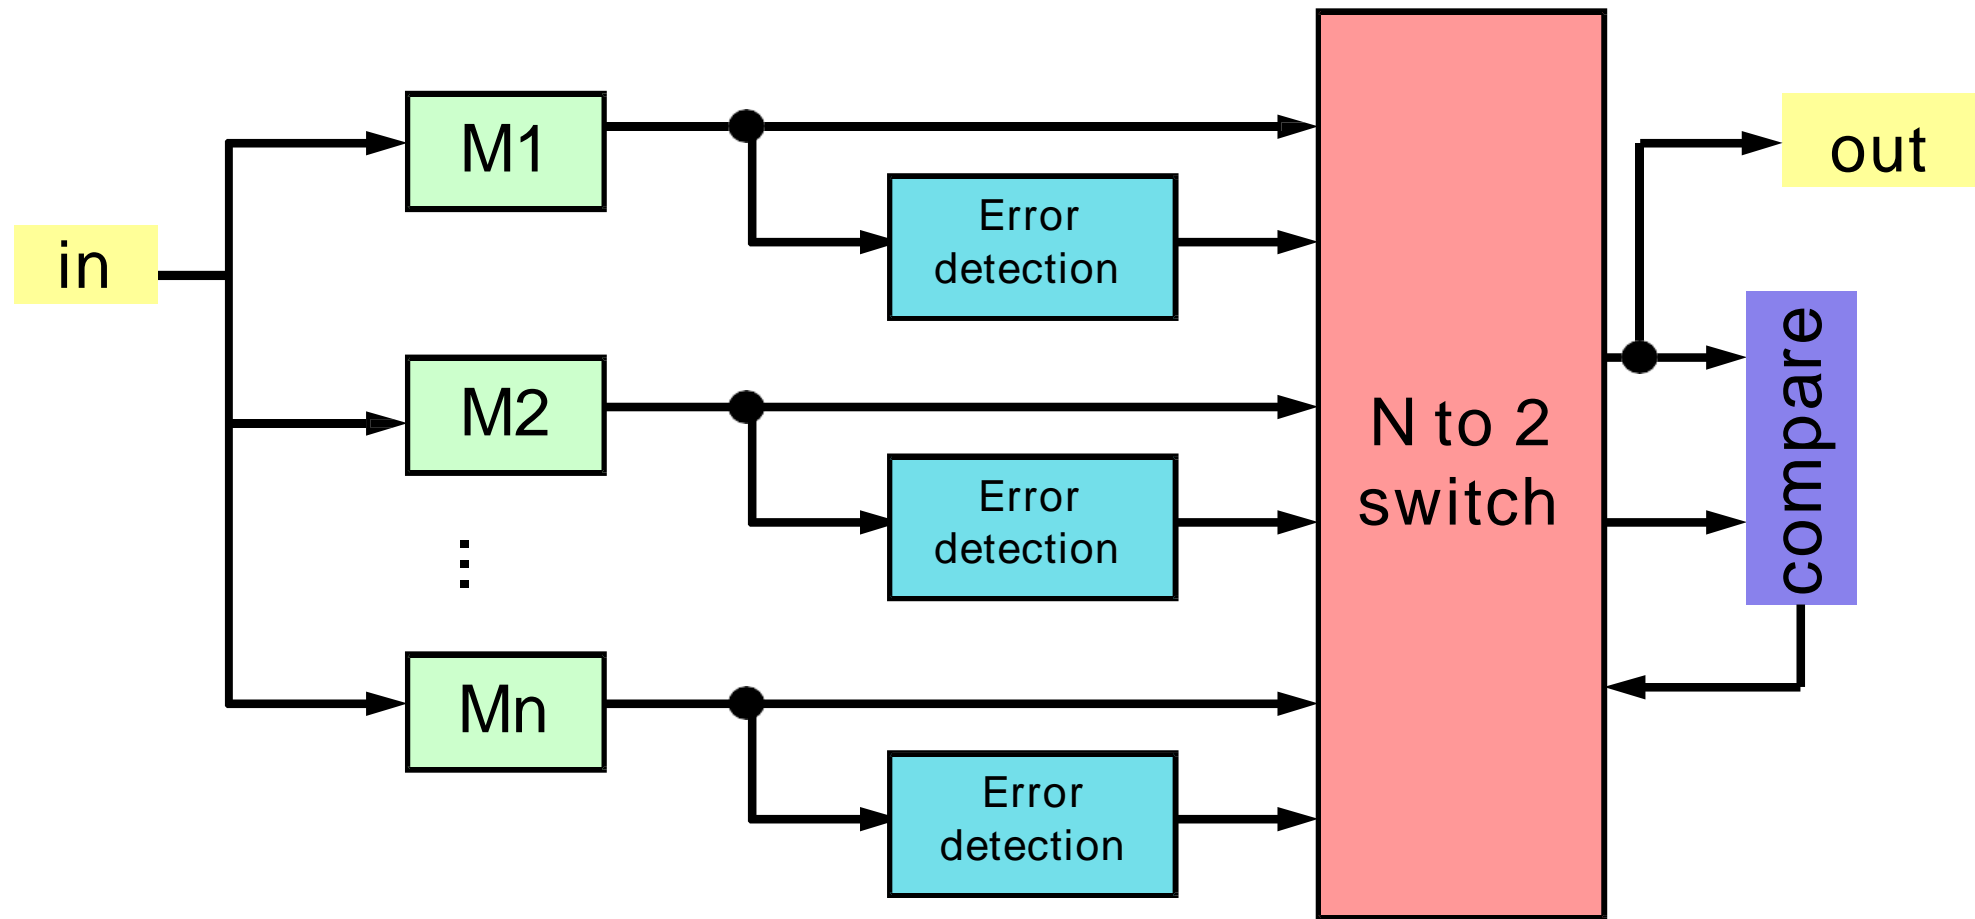 in
M1
Error
detection
M2
Error
detection
⋮
Mn
Error
detection
N to 2
switch
out
compare